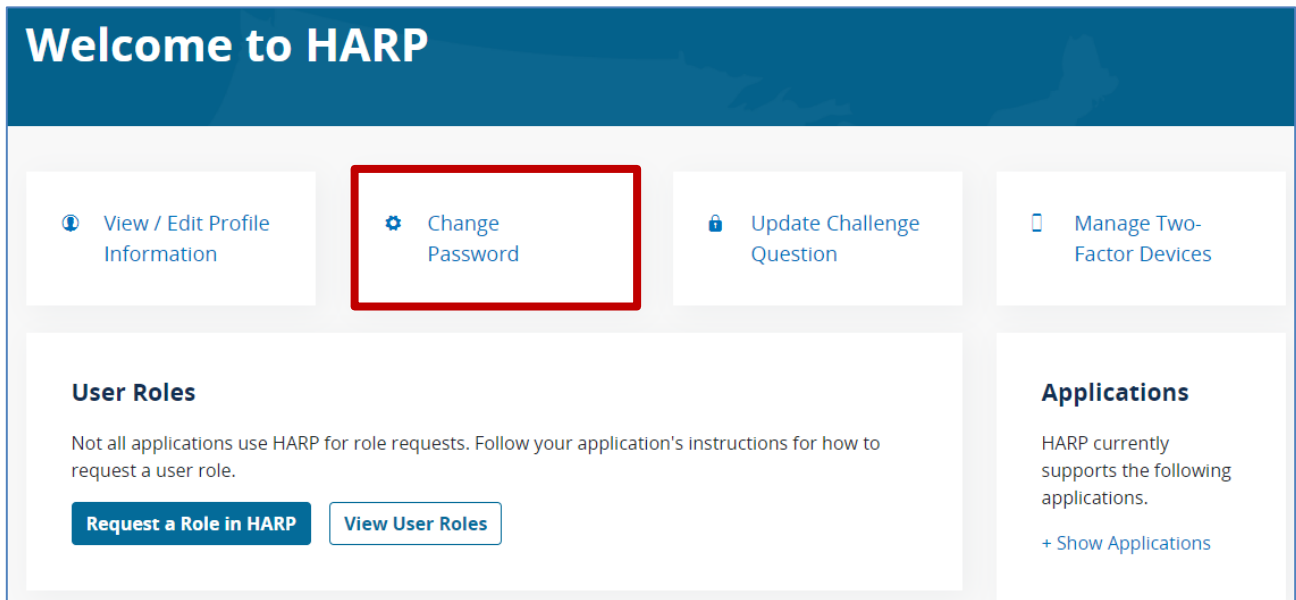 Welcome to HARP
View / Edit Profile
Information
Change
Password
Update Challenge
Question
Manage Two-
Factor Devices
User Roles
Not all applications use HARP for role requests. Follow your application's instructions for how to
request a user role.
Request a Role in HARP
View User Roles
Applications
HARP currently
supports the following
applications.
+ Show Applications